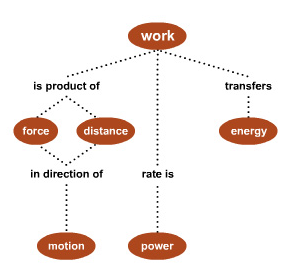 work
is product of
transfers
force
distance
energy
in direction of
rate is
motion
power